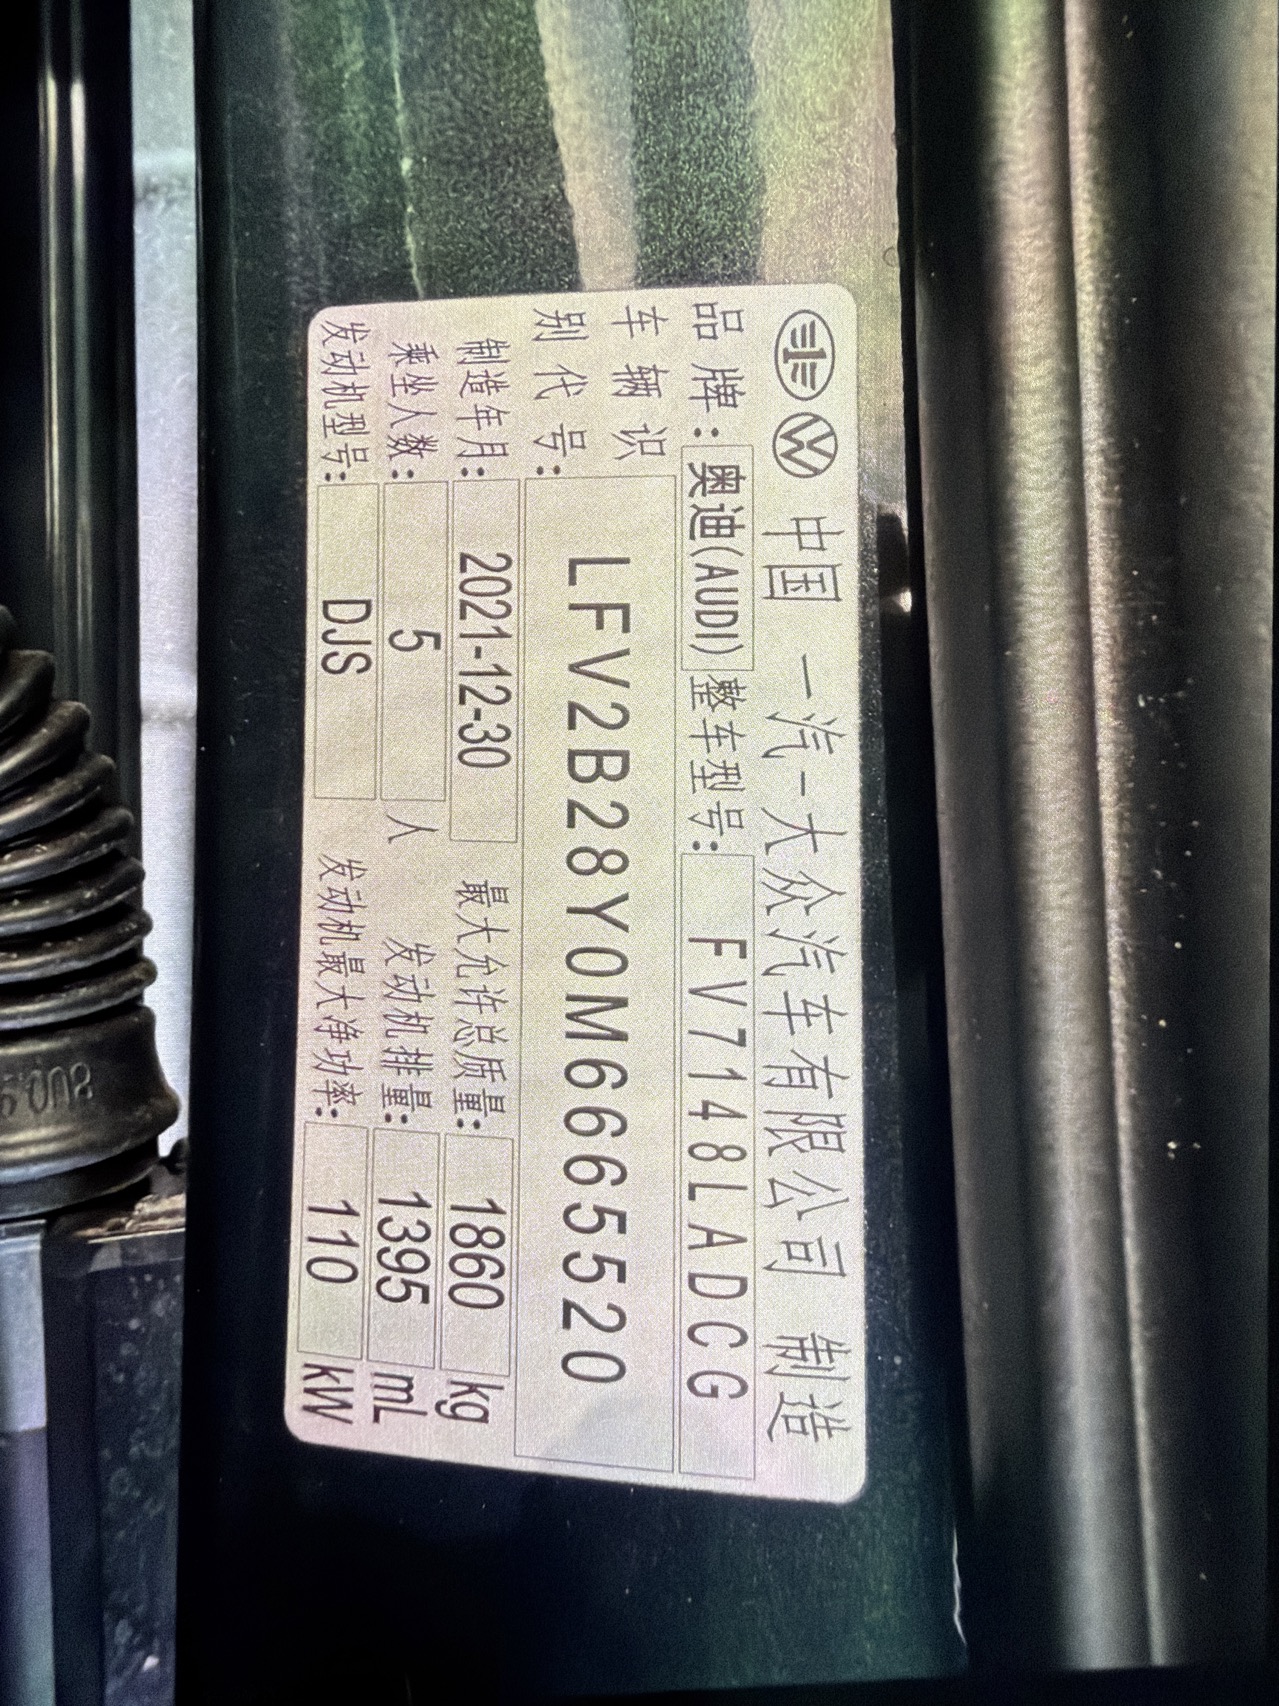 中国 一汽-大众汽车有限公司 制造
品牌: 奥迪(AUDI) 整车型号: FV7148LADCG
车辆识
别代号: LFV2B28Y0M6665520
制造年月: 2021-12-30 最大允许总质量: 1860 kg
乘坐人数: 5 人 发动机排量: 1395 mL
发动机型号: DJS 发动机最大净功率: 110 kW